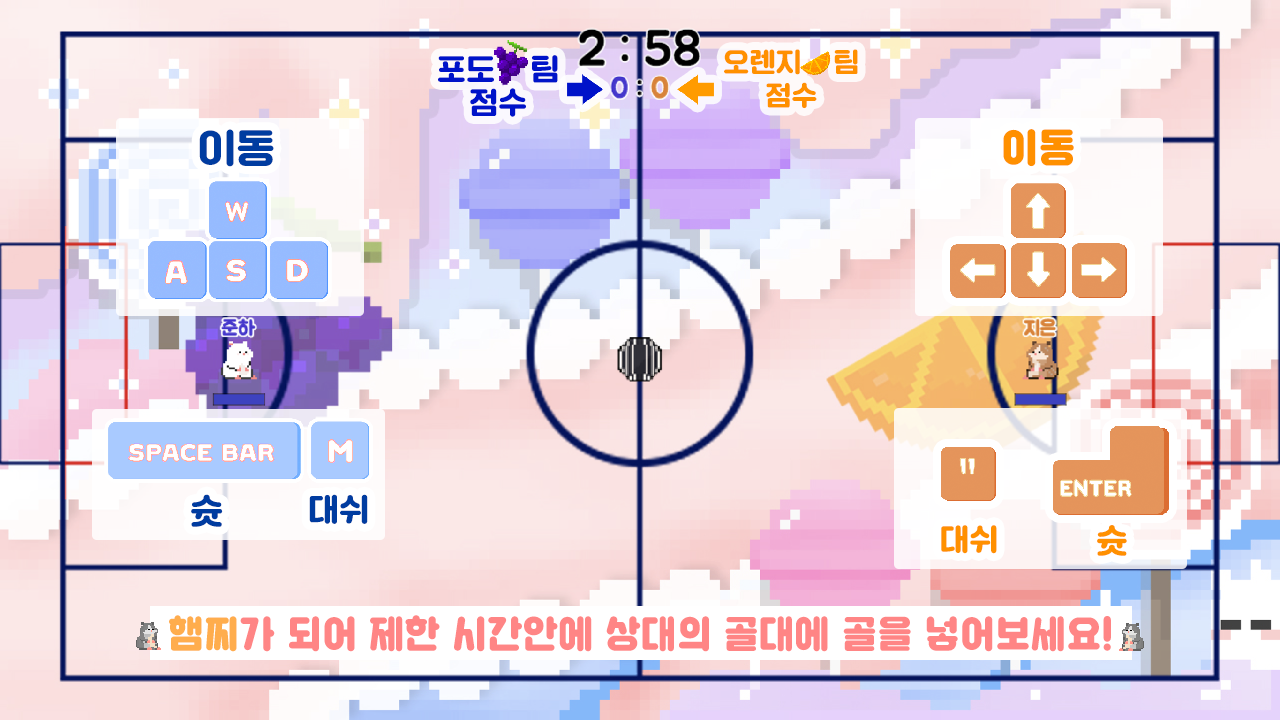 2:58
포도팀
점수
0:0
오렌지팀
점수
이동
W
A S D
준하
SPACE BAR M
슛 대쉬
이동
↑
← ↓ →
지은
" ENTER
대쉬 슛
햄찌가 되어 제한 시간안에 상대의 골대에 골을 넣어보세요!